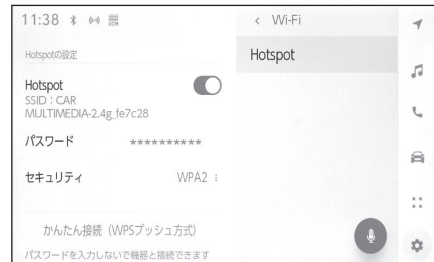 11:38
< Wi-Fi
Hotspotの設定
Hotspot
Hotspot
SSID：CAR
MULTIMEDIA-2.4g_fe7c28
パスワード **********
セキュリティ WPA2
かんたん接続（WPSプッシュ方式）
パスワードを入力しないで機器と接続できます